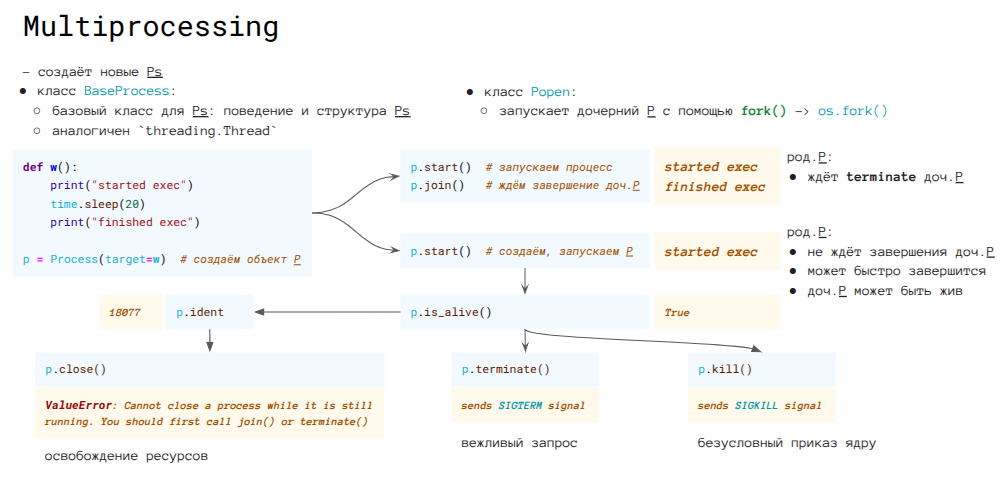 Multiprocessing
– создаёт новые Ps
● класс BaseProcess:
○ базовый класс для Ps: поведение и структура Ps
○ аналогичен `threading.Thread`
● класс Popen:
○ запускает дочерний P с помощью fork() -> os.fork()
def w():
    print("started exec")
    time.sleep(20)
    print("finished exec")
p = Process(target=w)  # создаём объект P
p.start()  # запускаем процесс
p.join()   # ждём завершение доч.P
started exec
finished exec
род.P:
● ждёт terminate доч.P
p.start()  # создаём, запускаем P
started exec
род.P:
● не ждёт завершения доч.P
● может быстро завершится
● доч.P может быть жив
18077
p.ident
p.is_alive()
True
p.close()
ValueError: Cannot close a process while it is still
running. You should first call join() or terminate()
освобождение ресурсов
p.terminate()
sends SIGTERM signal
вежливый запрос
p.kill()
sends SIGKILL signal
безусловный приказ ядру